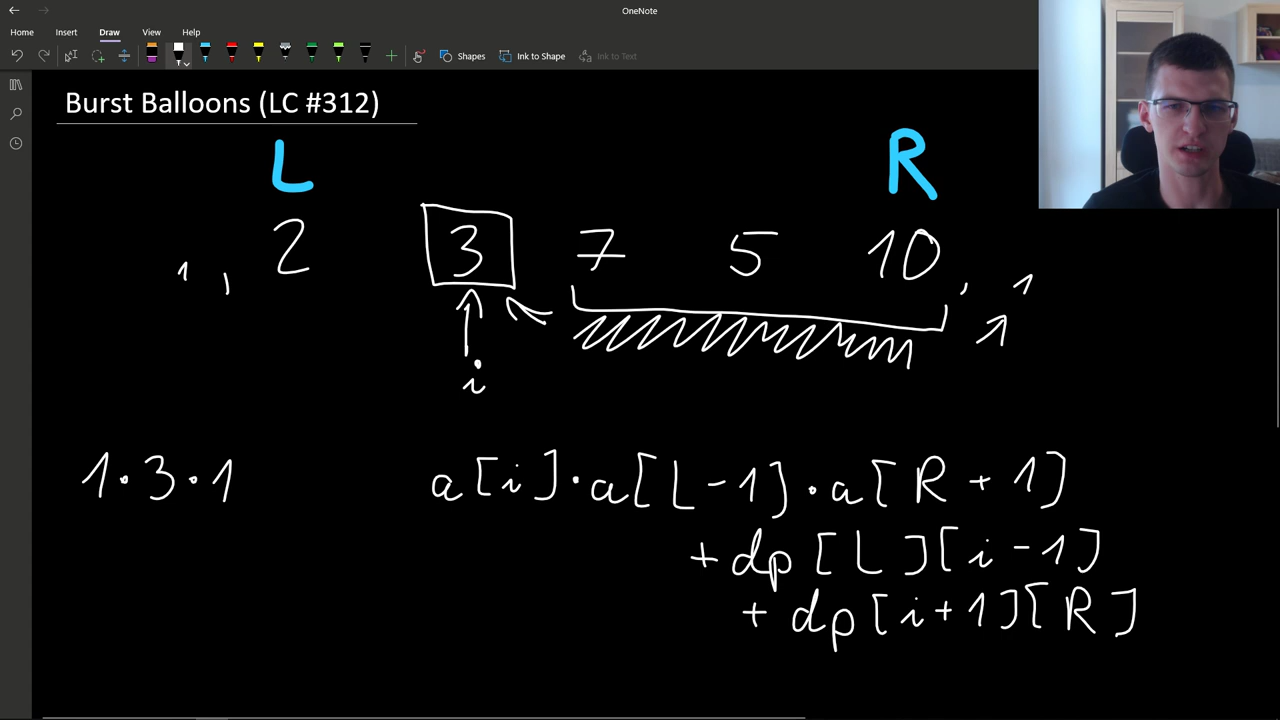 OneNote
Home Insert Draw View Help
Shapes Ink to Shape Ink to Text
Burst Balloons (LC #312)
L R
1 , 2 3 7 5 10 , 1
1
i
1·3·1 a[i]·a[L-1]·a[R+1]
+dp[L][i-1]
+dp[i+1][R]